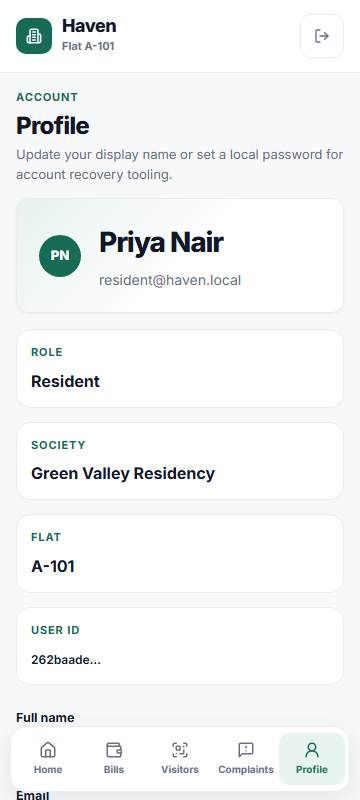 Haven
Flat A-101
ACCOUNT
Profile
Update your display name or set a local password for
account recovery tooling.
PN
Priya Nair
resident@haven.local
ROLE
Resident
SOCIETY
Green Valley Residency
FLAT
A-101
USER ID
262baade...
Full name
Home
Bills
Visitors
Complaints
Profile
Email